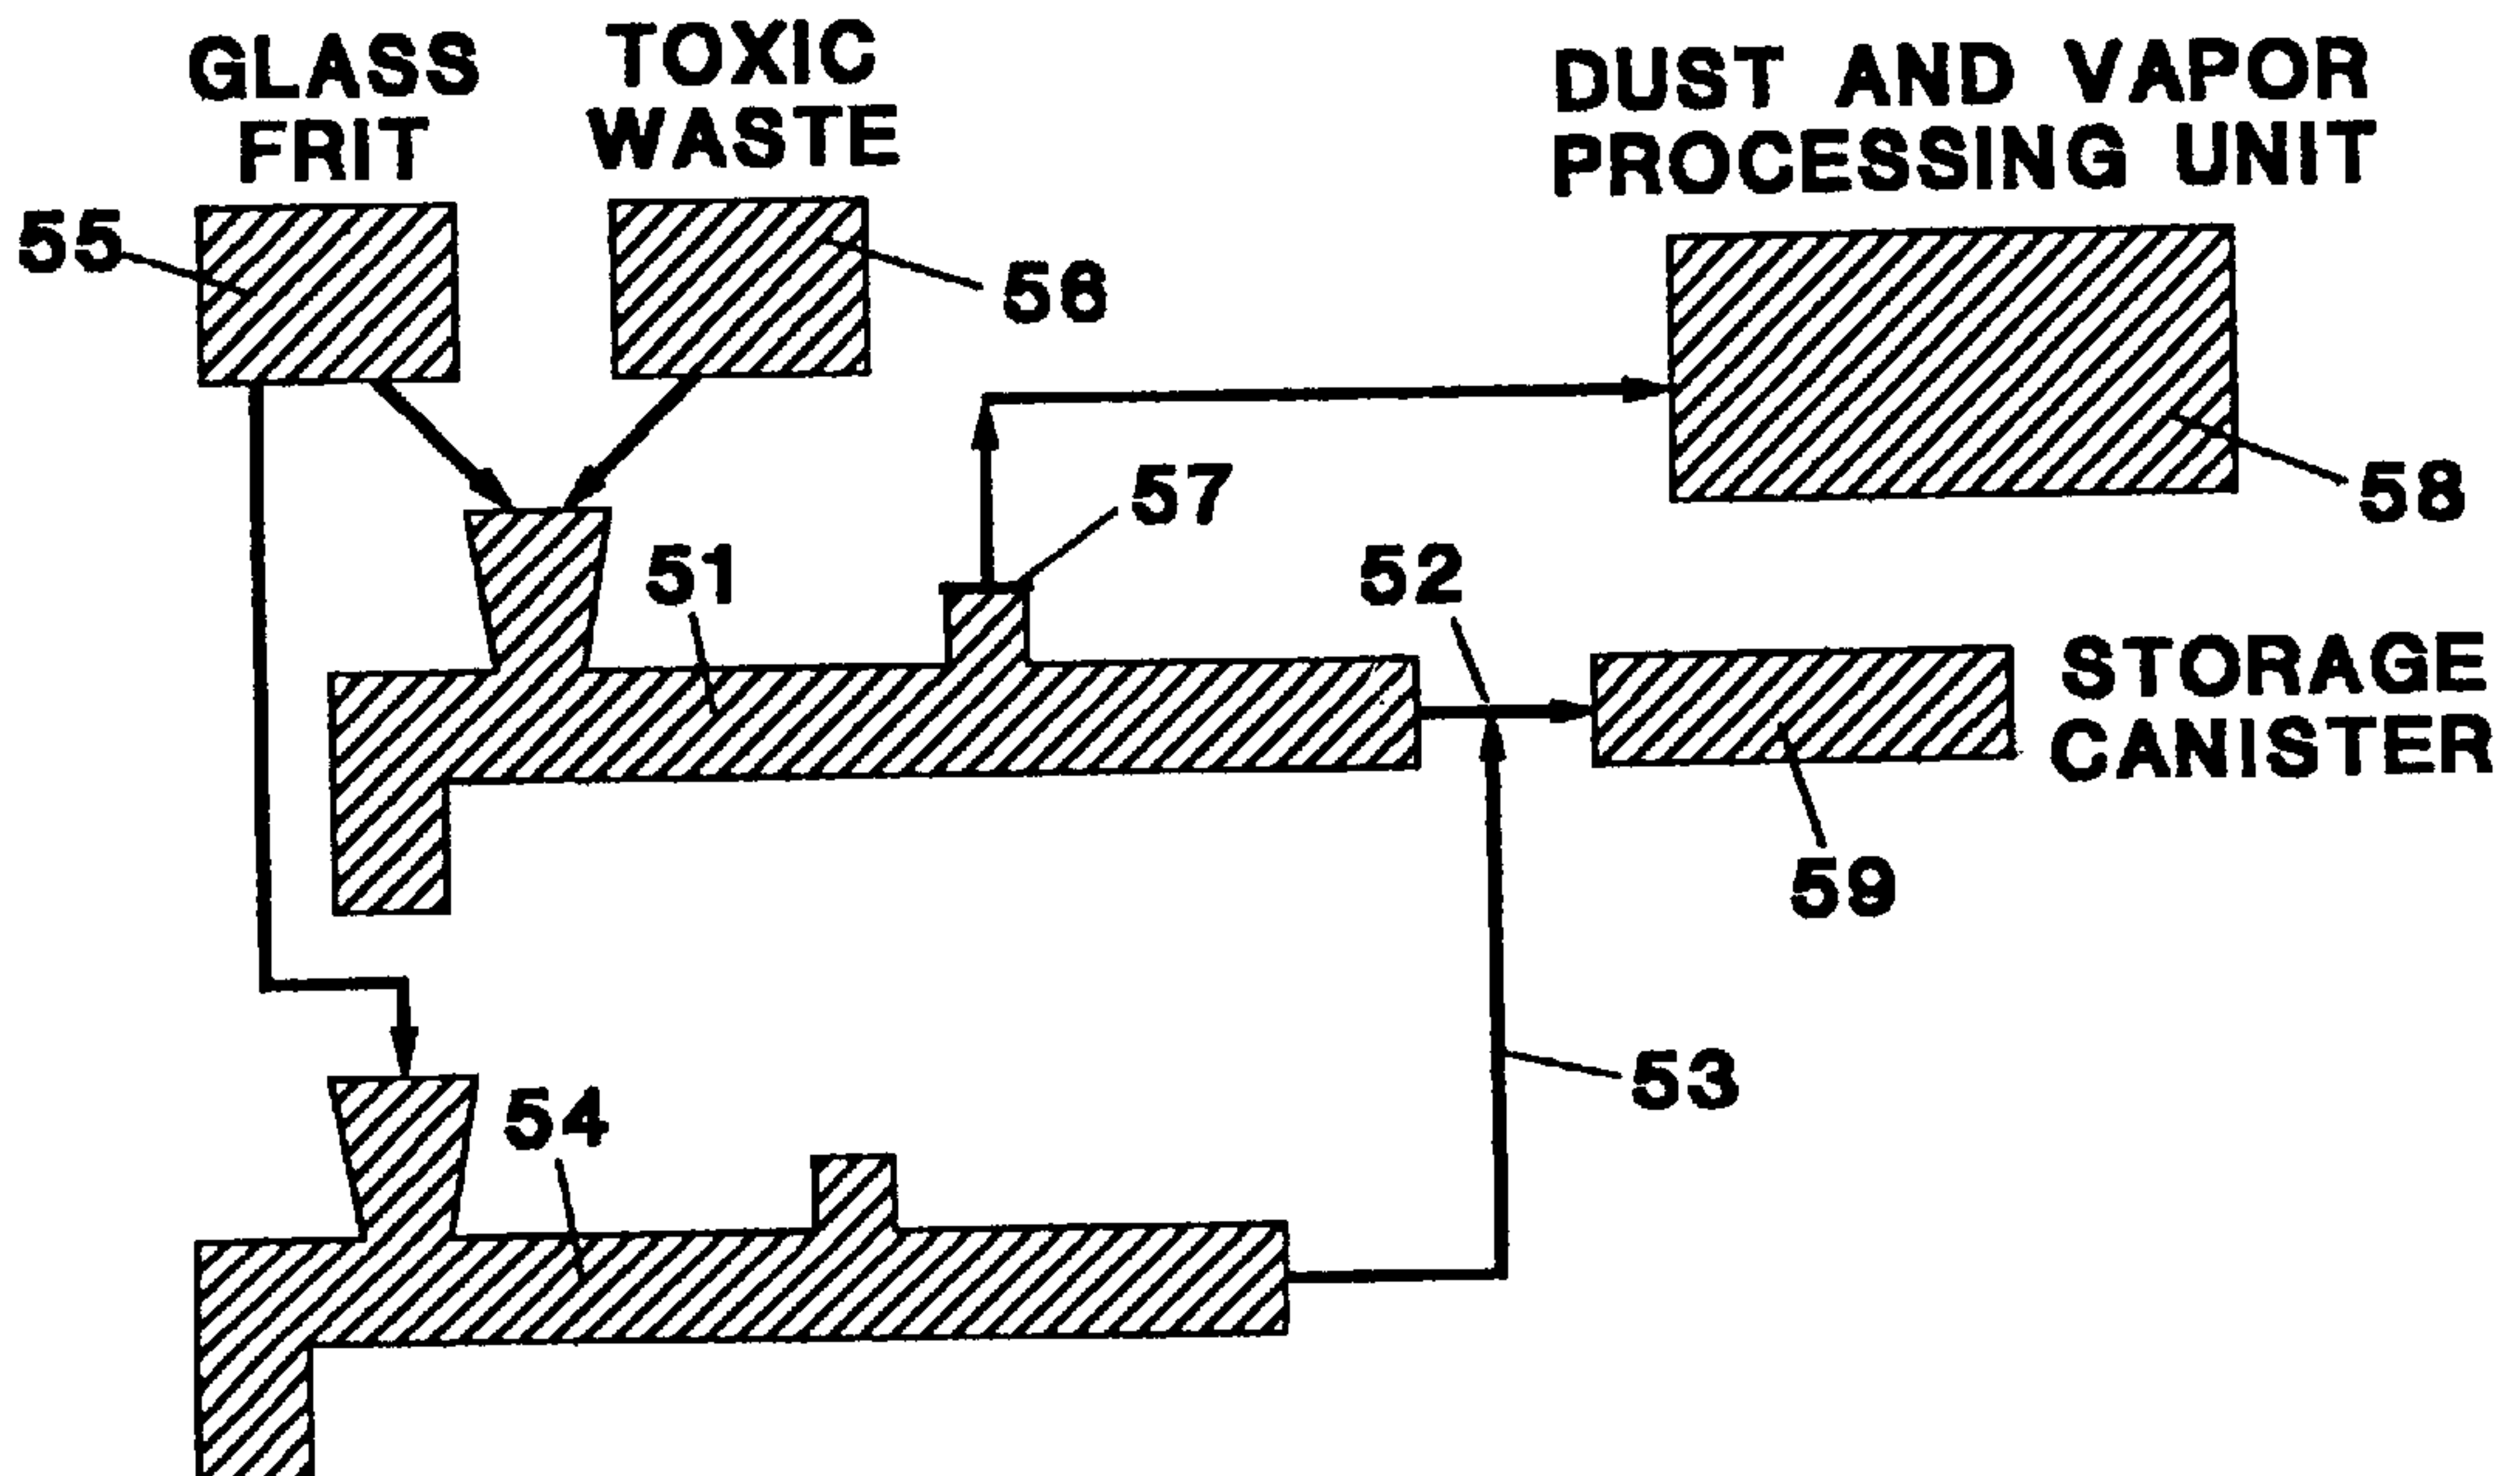 GLASS
FRIT
TOXIC
WASTE
DUST AND VAPOR
PROCESSING UNIT
55
56
58
57
51
52
STORAGE
CANISTER
59
53
54